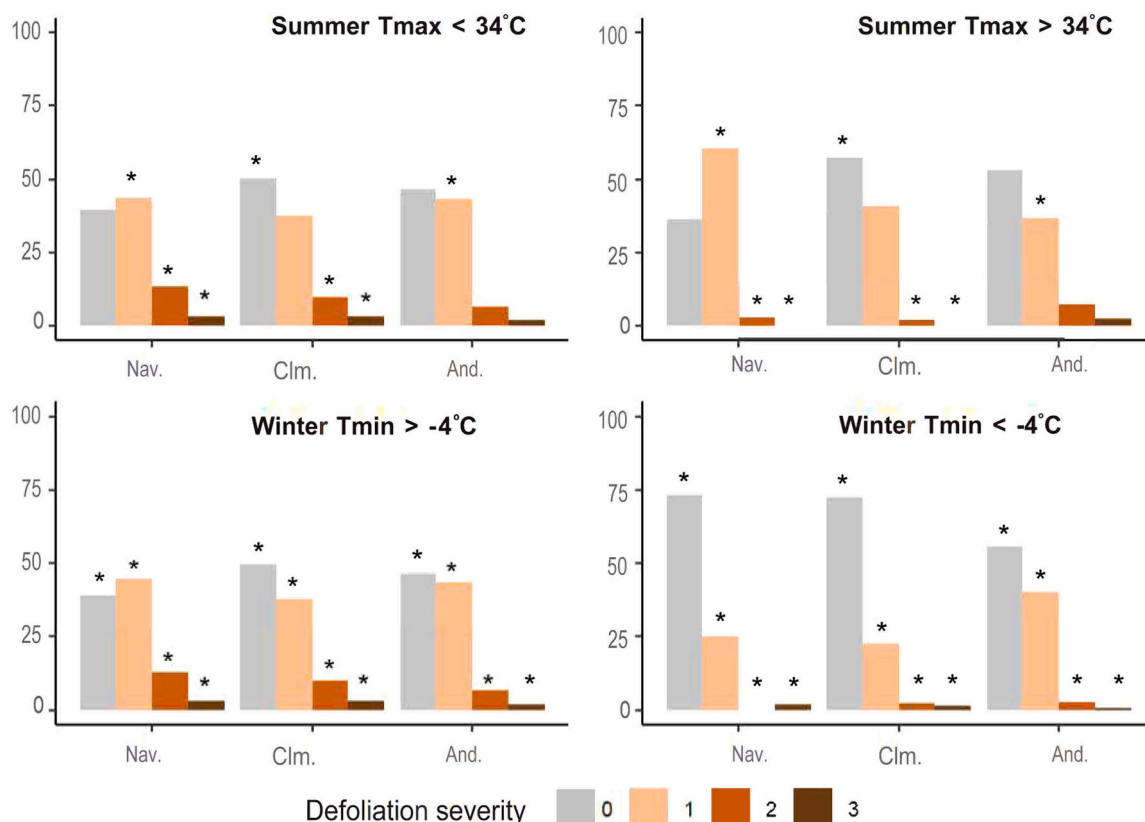 Summer Tmax < 34°C
100
75
50
25
0
* * * * * * *
Nav. Clm. And.
Summer Tmax > 34°C
100
75
50
25
0
* * * * * * *
Nav. Clm. And.
Winter Tmin > -4°C
100
75
50
25
0
* * * * * * * * * * * *
Nav. Clm. And.
Winter Tmin < -4°C
100
75
50
25
0
* * * * * * * * * * * *
Nav. Clm. And.
Defoliation severity 0 1 2 3